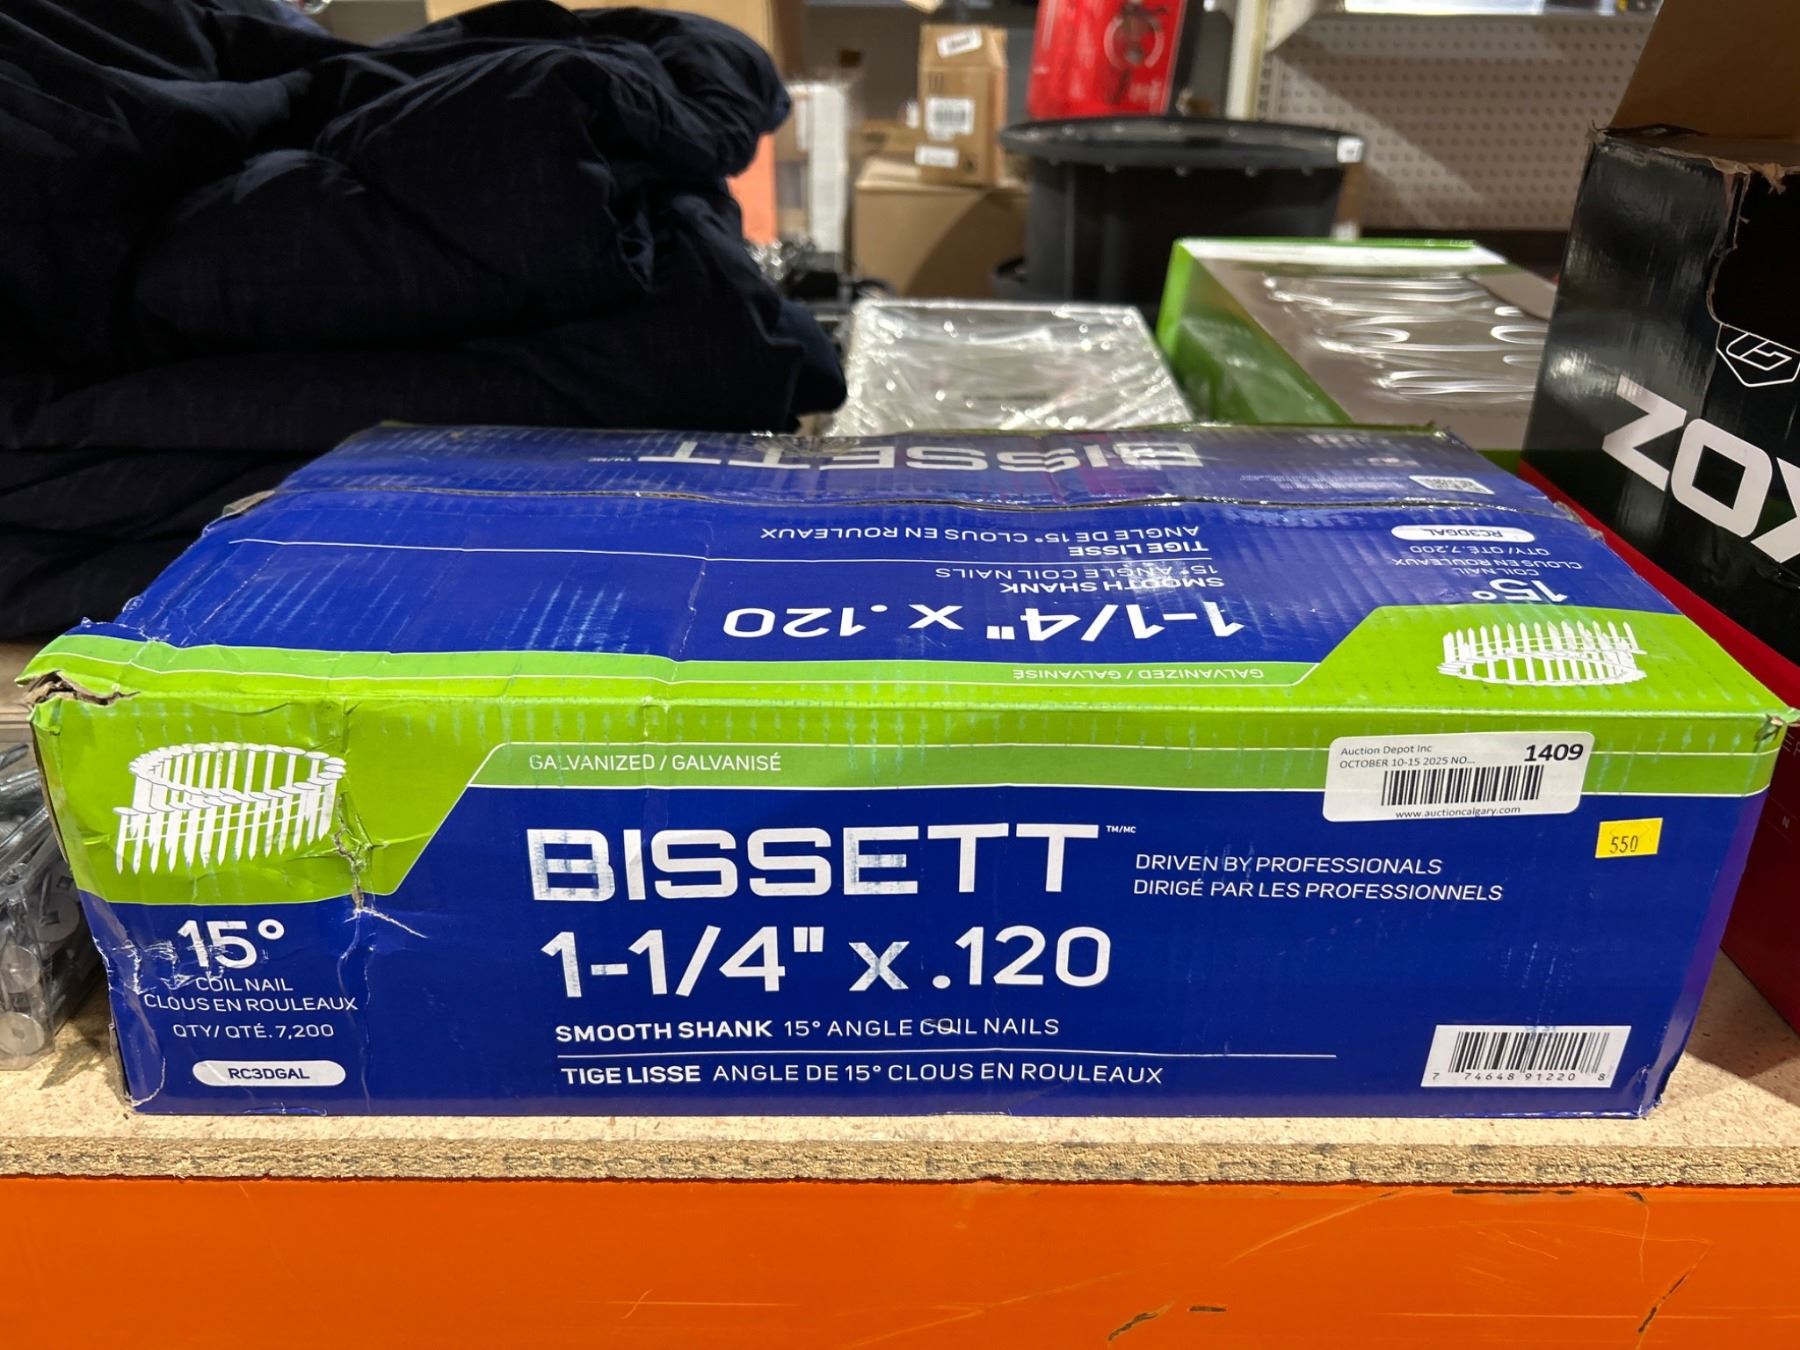 BISSETT
TM/MC
RC3DGAL
QTY/QTÉ.7,200
CLOUS EN ROULEAUX
COIL NAIL
15°
ANGLE DE 15° CLOUS EN ROULEAUX
TIGE LISSE
15° ANGLE COIL NAILS
SMOOTH SHANK
1-1/4" x .120
GALVANIZED / GALVANISÉ
GALVANIZED / GALVANISÉ
Auction Depot Inc
1409
OCTOBER 10-15 2025 NO...
www.auctioncalgary.com
550
BISSETT TM/MC
DRIVEN BY PROFESSIONALS
DIRIGÉ PAR LES PROFESSIONNELS
1-1/4" x .120
15°
COIL NAIL
CLOUS EN ROULEAUX
QTY/ QTÉ.7,200
RC3DGAL
SMOOTH SHANK 15° ANGLE COIL NAILS
TIGE LISSE ANGLE DE 15° CLOUS EN ROULEAUX
7 74648 91220 8
ZOX